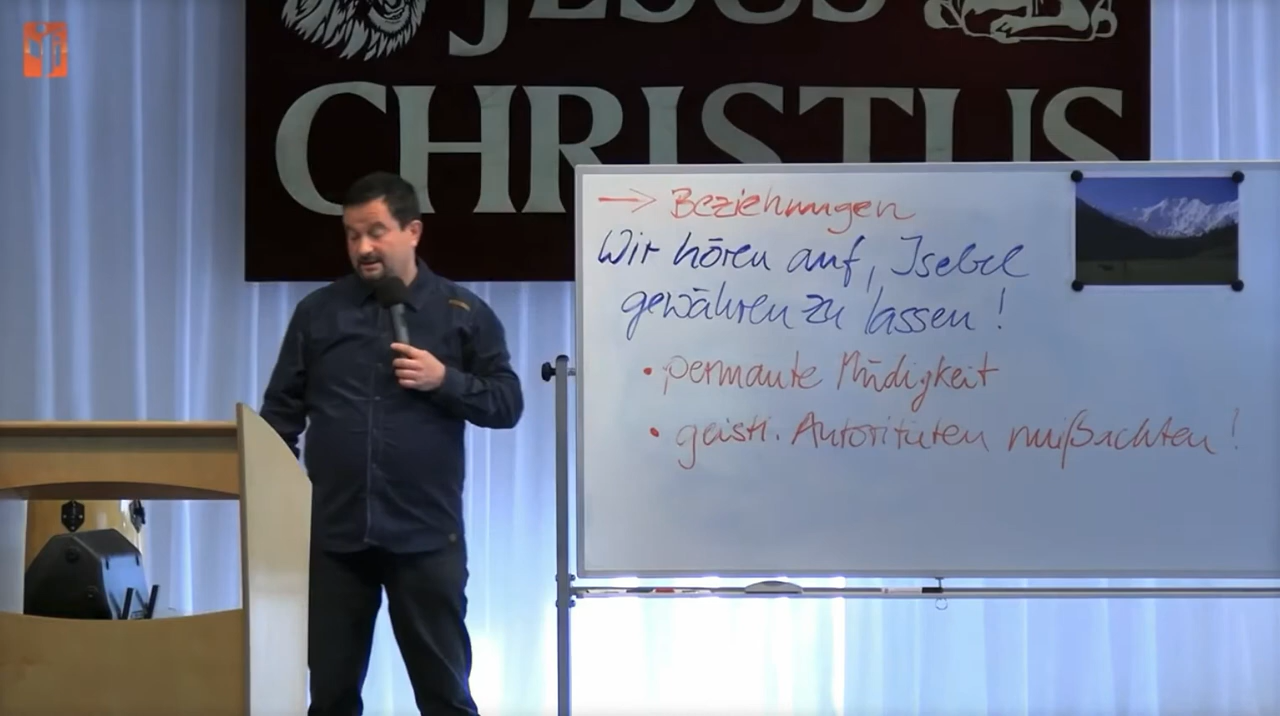 JESUS
CHRISTUS
→ Beziehungen
Wir hören auf, Isebel
gewähren zu lassen!
• permante Müdigkeit
• geistl. Autoritäten mißachten!